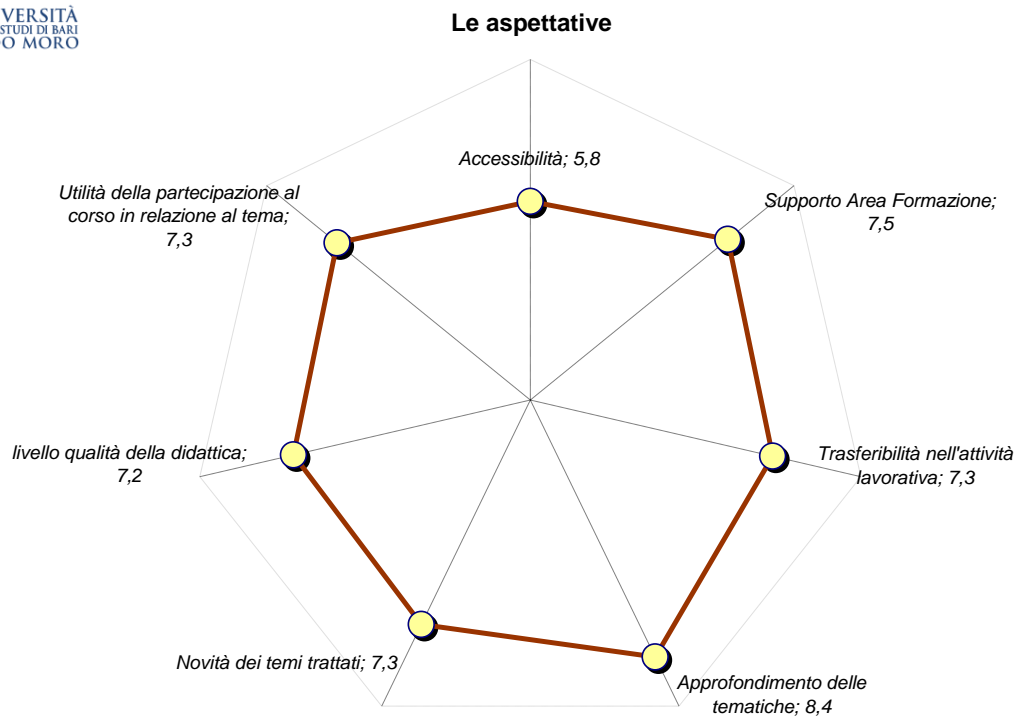 VERSITÀ
STUDI DI BARI
O MORO
Le aspettative
Accessibilità; 5,8
Supporto Area Formazione;
7,5
Trasferibilità nell'attività
lavorativa; 7,3
Approfondimento delle
tematiche; 8,4
Novità dei temi trattati; 7,3
livello qualità della didattica;
7,2
Utilità della partecipazione al
corso in relazione al tema;
7,3